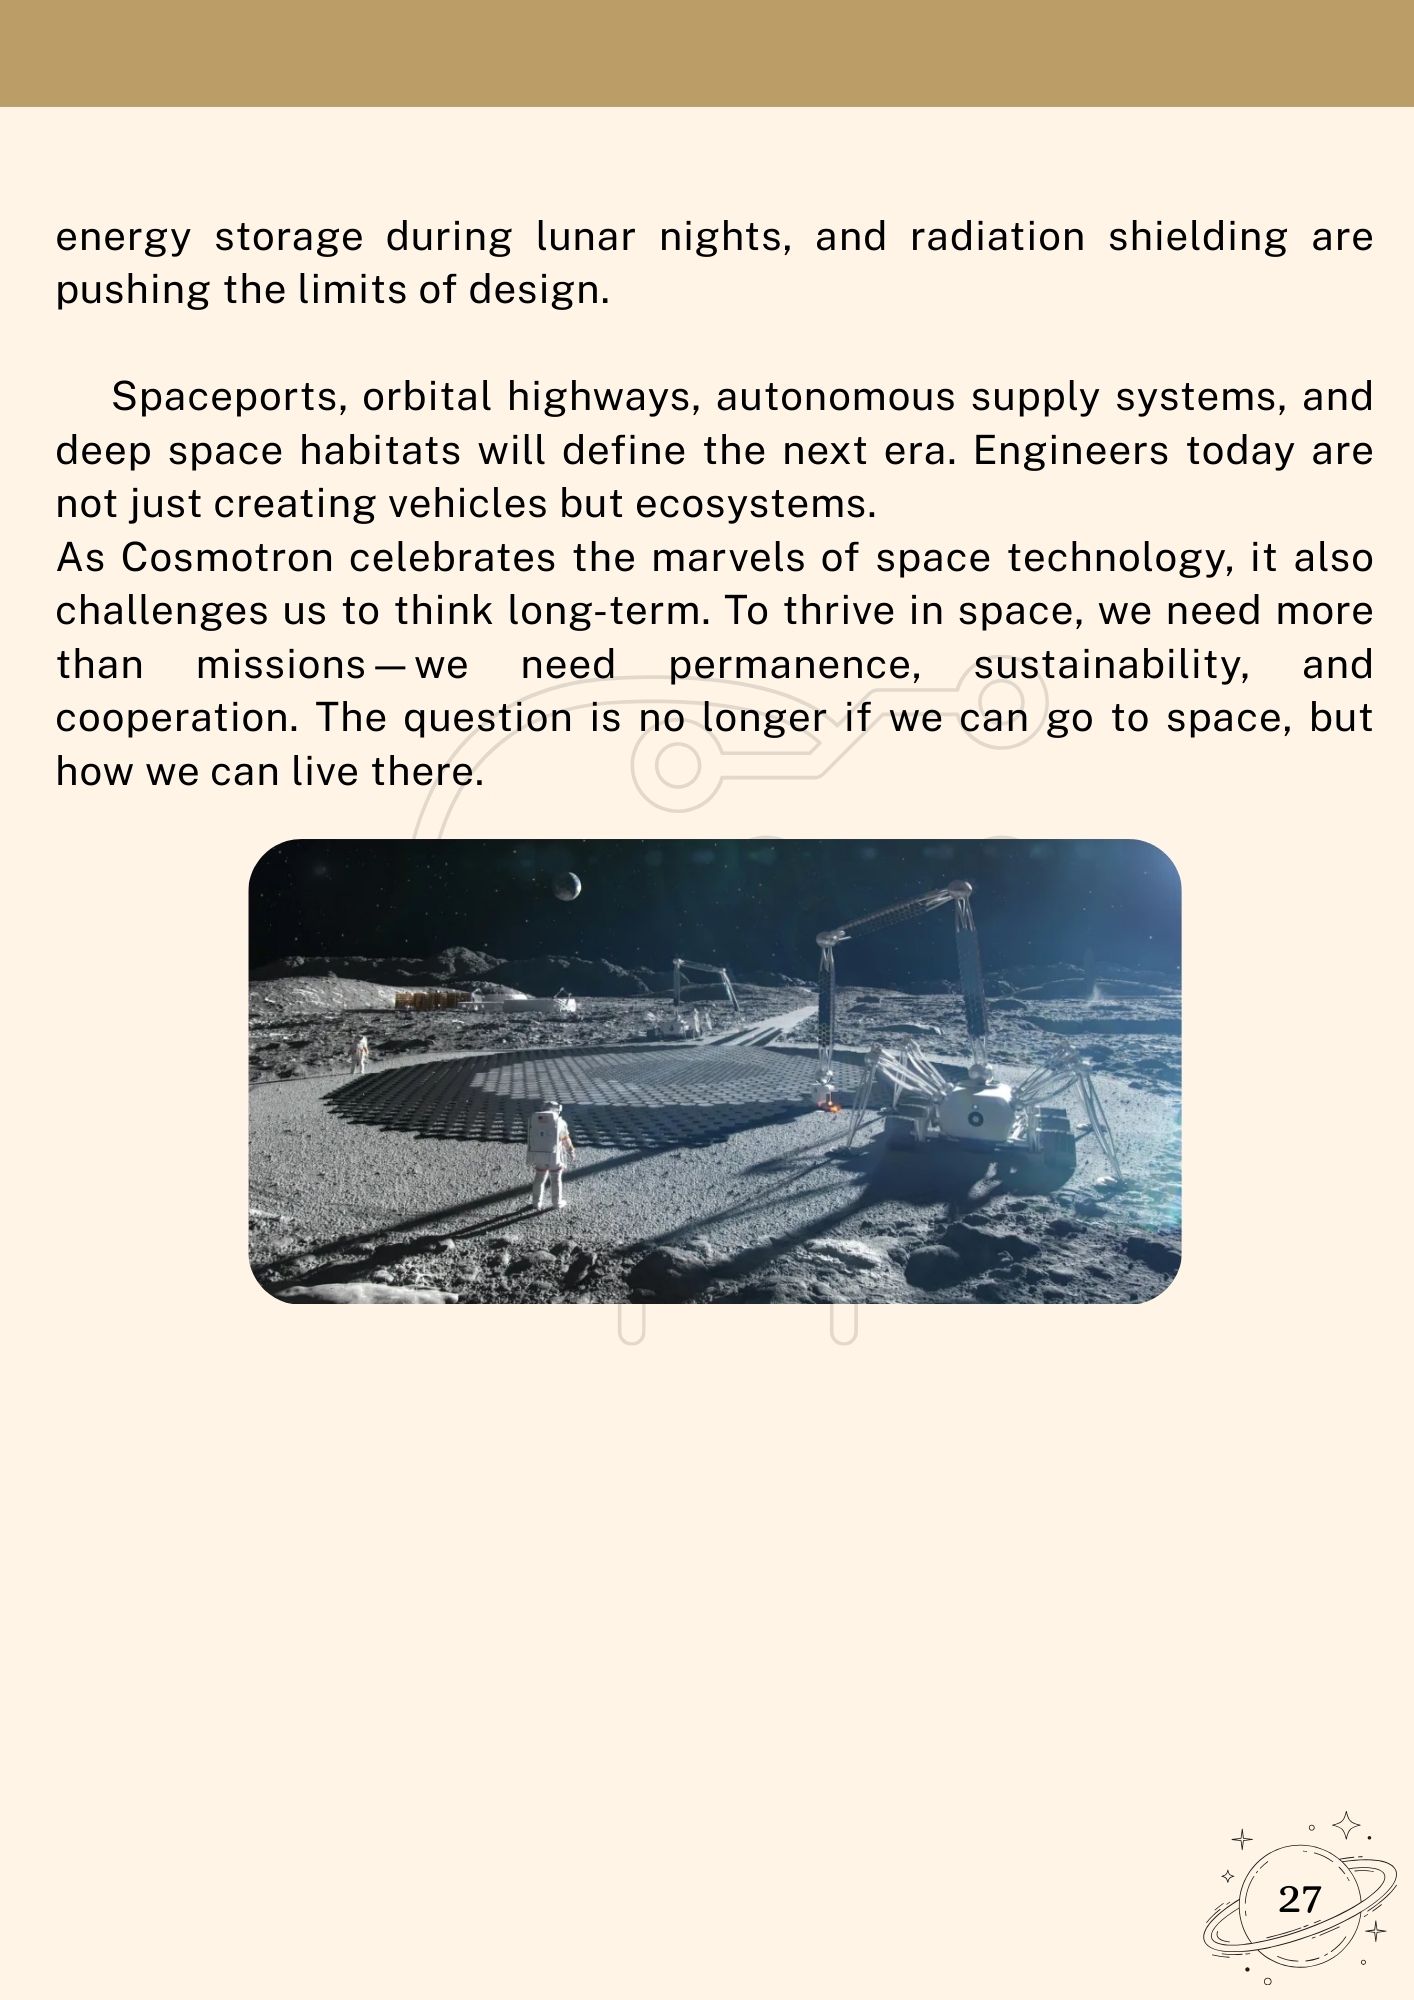 energy storage during lunar nights, and radiation shielding are
pushing the limits of design.
Spaceports, orbital highways, autonomous supply systems, and
deep space habitats will define the next era. Engineers today are
not just creating vehicles but ecosystems.
As Cosmotron celebrates the marvels of space technology, it also
challenges us to think long-term. To thrive in space, we need more
than missions—we need permanence, sustainability, and
cooperation. The question is no longer if we can go to space, but
how we can live there.
27